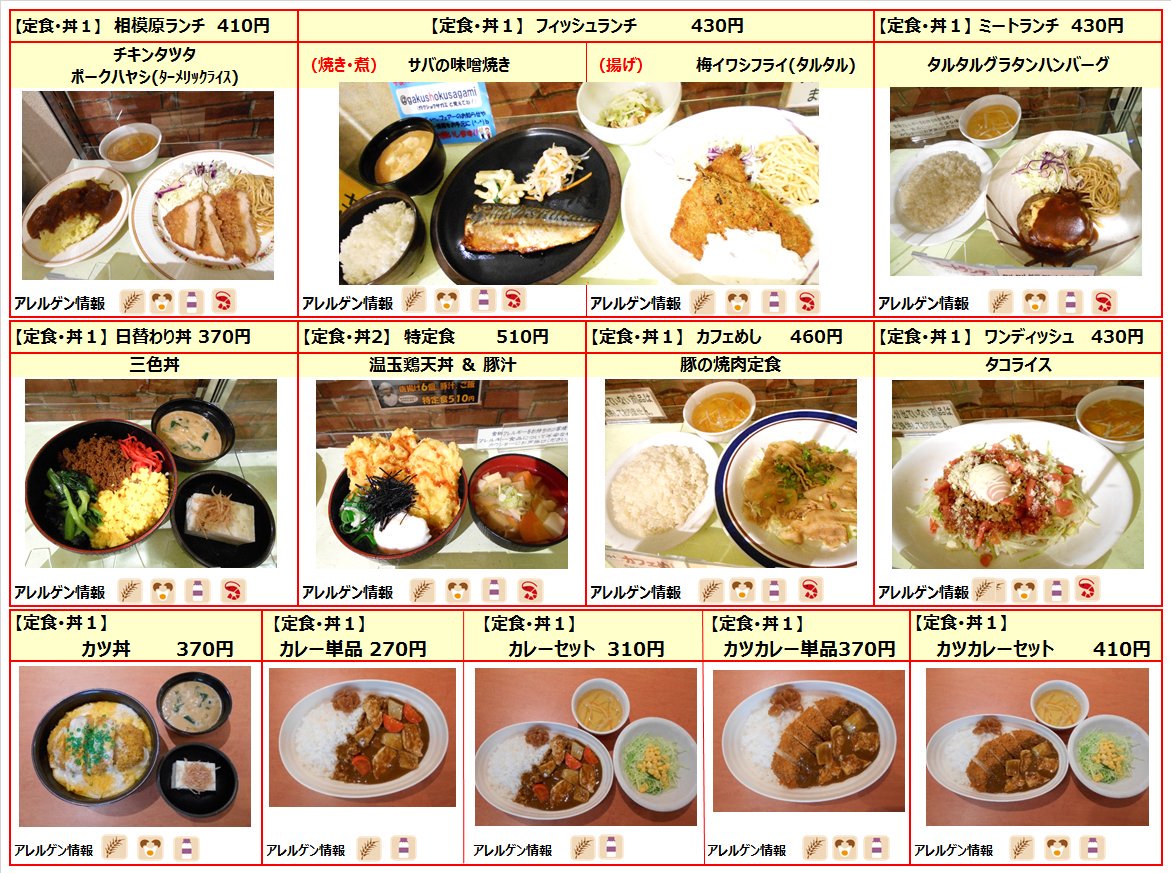 【定食・丼１】 相模原ランチ 410円
【定食・丼１】 フィッシュランチ 430円
【定食・丼１】 ミートランチ 430円
チキンタツタ
ポークハヤシ(ターメリックライス)
(焼き・煮) サバの味噌焼き
(揚げ) 梅イワシフライ(タルタル)
タルタルグラタンハンバーグ
@gakushokusagami
アレルゲン情報
アレルゲン情報
アレルゲン情報
アレルゲン情報
【定食・丼１】 日替わり丼 370円
【定食・丼2】 特定食 510円
【定食・丼１】 カフェめし 460円
【定食・丼１】 ワンディッシュ 430円
三色丼
温玉鶏天丼 ＆ 豚汁
豚の焼肉定食
タコライス
特定食510円
アレルゲン情報
アレルゲン情報
アレルゲン情報
アレルゲン情報
【定食・丼１】
カツ丼 370円
【定食・丼１】
カレー単品 270円
【定食・丼１】
カレーセット 310円
【定食・丼１】
カツカレー単品370円
【定食・丼１】
カツカレーセット 410円
アレルゲン情報
アレルゲン情報
アレルゲン情報
アレルゲン情報
アレルゲン情報